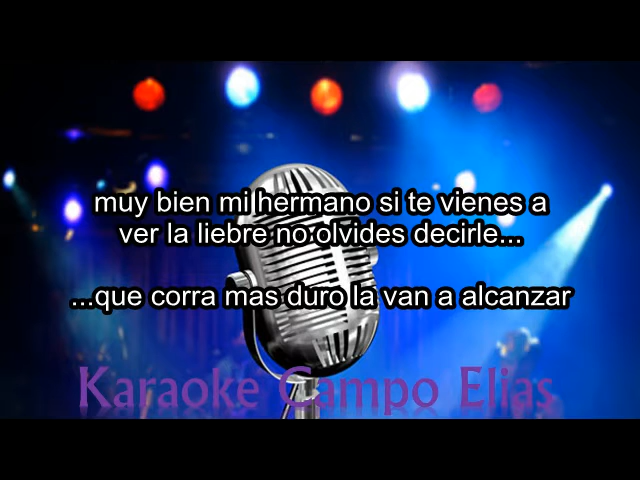 muy bien mi hermano si te vienes a
ver la liebre no olvides decirle...
...que corra mas duro la van a alcanzar
Karaoke Campo Elias